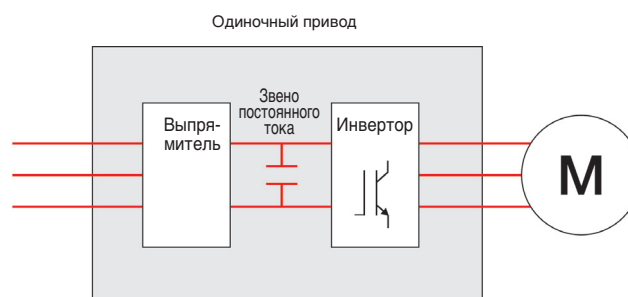 Одиночный привод
Звено
постоянного
тока
Выпря-
митель
Инвертор
M